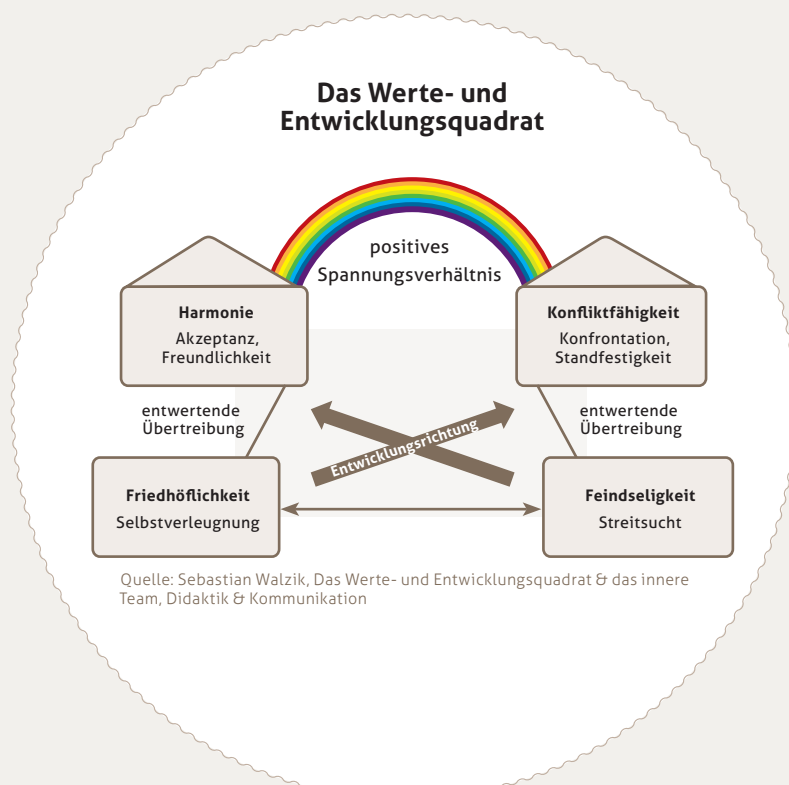 Das Werte- und
Entwicklungsquadrat
positives
Spannungsverhältnis
Harmonie
Akzeptanz,
Freundlichkeit
Konfliktfähigkeit
Konfrontation,
Standfestigkeit
entwertende
Übertreibung
entwertende
Übertreibung
Entwicklungsrichtung
Friedhöflichkeit
Selbstverleugnung
Feindseligkeit
Streitsucht
Quelle: Sebastian Walzik, Das Werte- und Entwicklungsquadrat & das innere
Team, Didaktik & Kommunikation